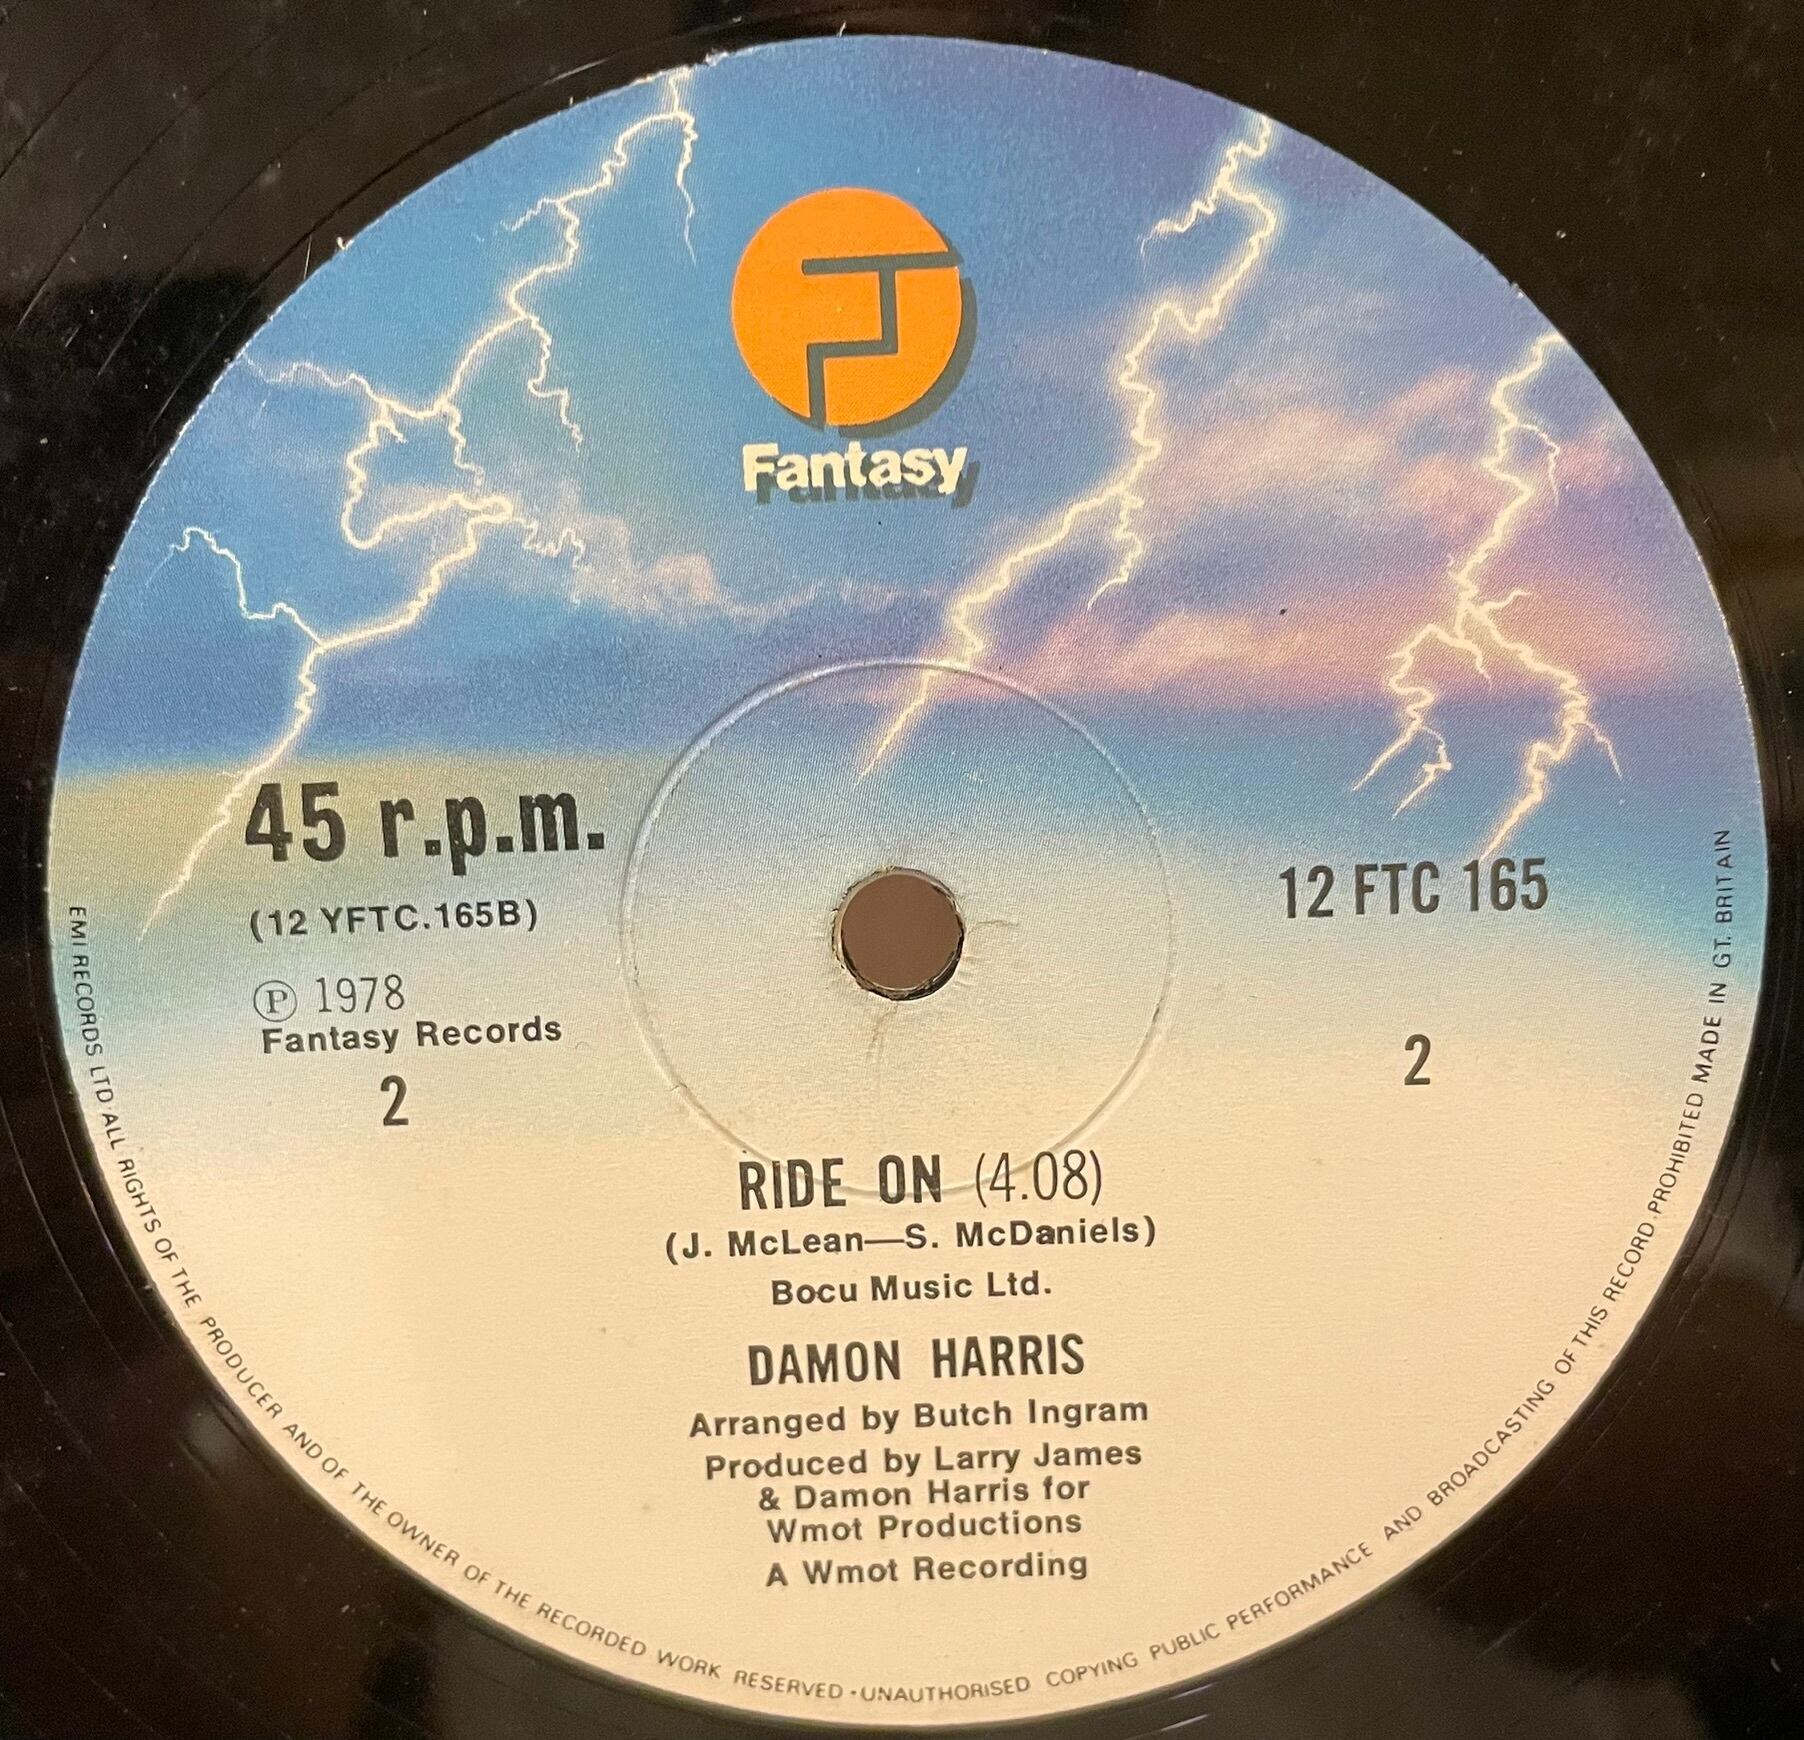 Fantasy
45 r.p.m.
(12 YFTC.165B)
Ⓟ 1978
Fantasy Records
2
12 FTC 165
2
RIDE ON (4.08)
(J. McLean—S. McDaniels)
Bocu Music Ltd.
DAMON HARRIS
Arranged by Butch Ingram
Produced by Larry James
& Damon Harris for
Wmot Productions
A Wmot Recording
EMI RECORDS LTD·ALL RIGHTS OF THE PRODUCER AND OF THE OWNER OF THE RECORDED WORK RESERVED·UNAUTHORISED COPYING PUBLIC PERFORMANCE AND BROADCASTING OF THIS RECORD·PROHIBITED MADE IN GT. BRITAIN